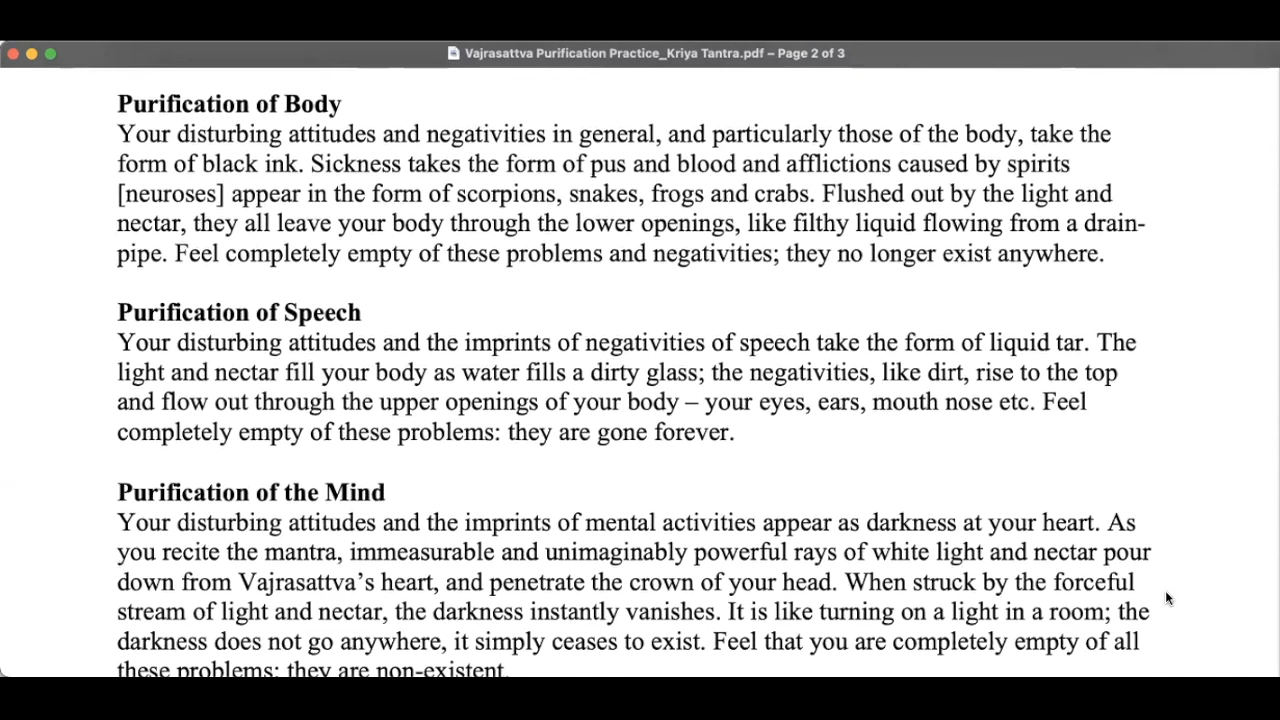 Vajrasattva Purification Practice_Kriya Tantra.pdf – Page 2 of 3
Purification of Body
Your disturbing attitudes and negativities in general, and particularly those of the body, take the
form of black ink. Sickness takes the form of pus and blood and afflictions caused by spirits
[neuroses] appear in the form of scorpions, snakes, frogs and crabs. Flushed out by the light and
nectar, they all leave your body through the lower openings, like filthy liquid flowing from a drain-
pipe. Feel completely empty of these problems and negativities; they no longer exist anywhere.
Purification of Speech
Your disturbing attitudes and the imprints of negativities of speech take the form of liquid tar. The
light and nectar fill your body as water fills a dirty glass; the negativities, like dirt, rise to the top
and flow out through the upper openings of your body – your eyes, ears, mouth nose etc. Feel
completely empty of these problems: they are gone forever.
Purification of the Mind
Your disturbing attitudes and the imprints of mental activities appear as darkness at your heart. As
you recite the mantra, immeasurable and unimaginably powerful rays of white light and nectar pour
down from Vajrasattva’s heart, and penetrate the crown of your head. When struck by the forceful
stream of light and nectar, the darkness instantly vanishes. It is like turning on a light in a room; the
darkness does not go anywhere, it simply ceases to exist. Feel that you are completely empty of all
these problems: they are non-existent.